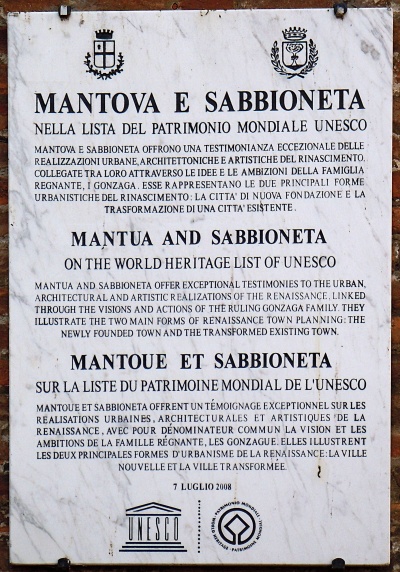 MANTOVA E SABBIONETA
NELLA LISTA DEL PATRIMONIO MONDIALE UNESCO
MANTOVA E SABBIONETA OFFRONO UNA TESTIMONIANZA ECCEZIONALE DELLE
REALIZZAZIONI URBANE, ARCHITETTONICHE E ARTISTICHE DEL RINASCIMENTO.
COLLEGATE TRA LORO ATTRAVERSO LE IDEE E LE AMBIZIONI DELLA FAMIGLIA
REGNANTE, I GONZAGA. ESSE RAPPRESENTANO LE DUE PRINCIPALI FORME
URBANISTICHE DEL RINASCIMENTO: LA CITTA' DI NUOVA FONDAZIONE E LA
TRASFORMAZIONE DI UNA CITTA' ESISTENTE.
MANTUA AND SABBIONETA
ON THE WORLD HERITAGE LIST OF UNESCO
MANTUA AND SABBIONETA OFFER EXCEPTIONAL TESTIMONIES TO THE URBAN,
ARCHITECTURAL AND ARTISTIC REALIZATIONS OF THE RENAISSANCE, LINKED
THROUGH THE VISIONS AND ACTIONS OF THE RULING GONZAGA FAMILY. THEY
ILLUSTRATE THE TWO MAIN FORMS OF RENAISSANCE TOWN PLANNING: THE
NEWLY FOUNDED TOWN AND THE TRANSFORMED EXISTING TOWN.
MANTOUE ET SABBIONETA
SUR LA LISTE DU PATRIMOINE MONDIAL DE L'UNESCO
MANTOUE ET SABBIONETA OFFRENT UN TÉMOIGNAGE EXCEPTIONNEL SUR LES
RÉALISATIONS URBAINES, ARCHITECTURALES ET ARTISTIQUES DE LA
RENAISSANCE, AVEC POUR DÉNOMINATEUR COMMUN LA VISION ET LES
AMBITIONS DE LA FAMILLE RÉGNANTE, LES GONZAGUE. ELLES ILLUSTRENT
LES DEUX PRINCIPALES FORMES D'URBANISME DE LA RENAISSANCE: LA VILLE
NOUVELLE ET LA VILLE TRANSFORMÉE.
7 LUGLIO 2008
UNESCO
PATRIMONIO MONDIALE • WORLD HERITAGE • PATRIMOINE MONDIAL •